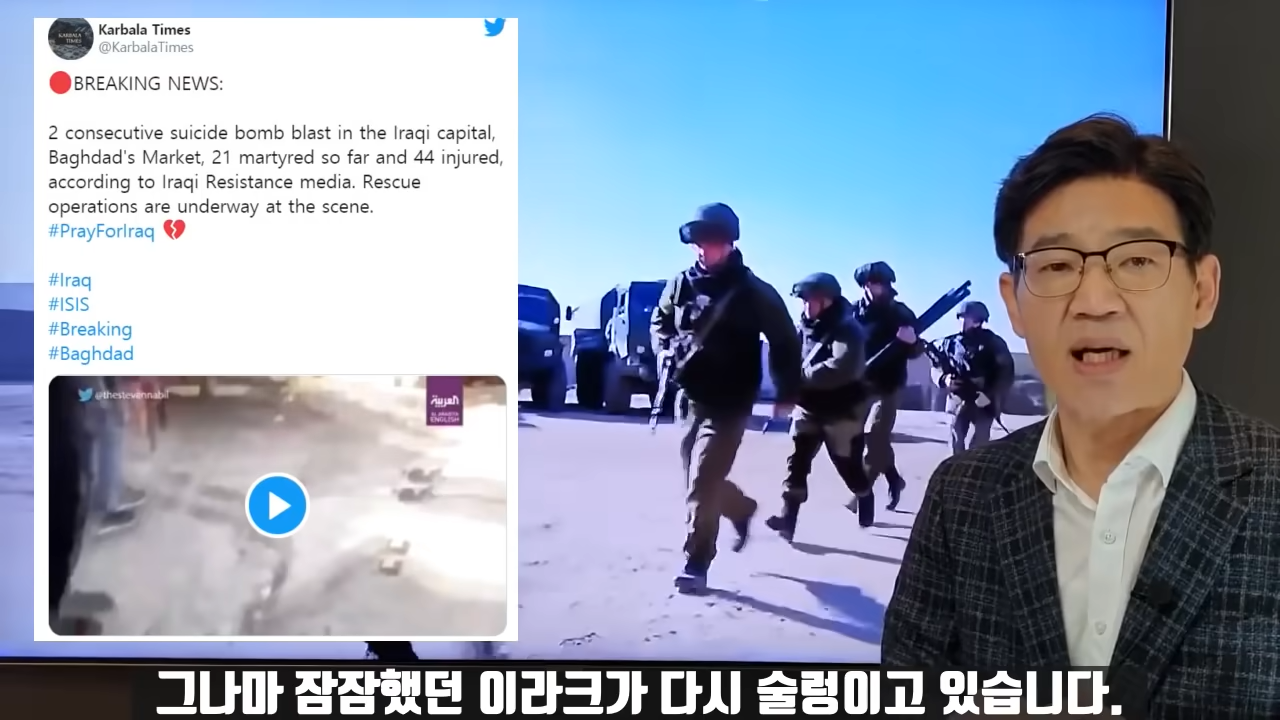 Karbala Times
@KarbalaTimes
🔴BREAKING NEWS:
2 consecutive suicide bomb blast in the Iraqi capital,
Baghdad's Market, 21 martyred so far and 44 injured,
according to Iraqi Resistance media. Rescue
operations are underway at the scene.
#PrayForIraq 💔
#Iraq
#ISIS
#Breaking
#Baghdad
@thestevennabil
العربية
AL ARABIYA
ENGLISH
KARBALA
TIMES
그나마 잠잠했던 이라크가 다시 술렁이고 있습니다.